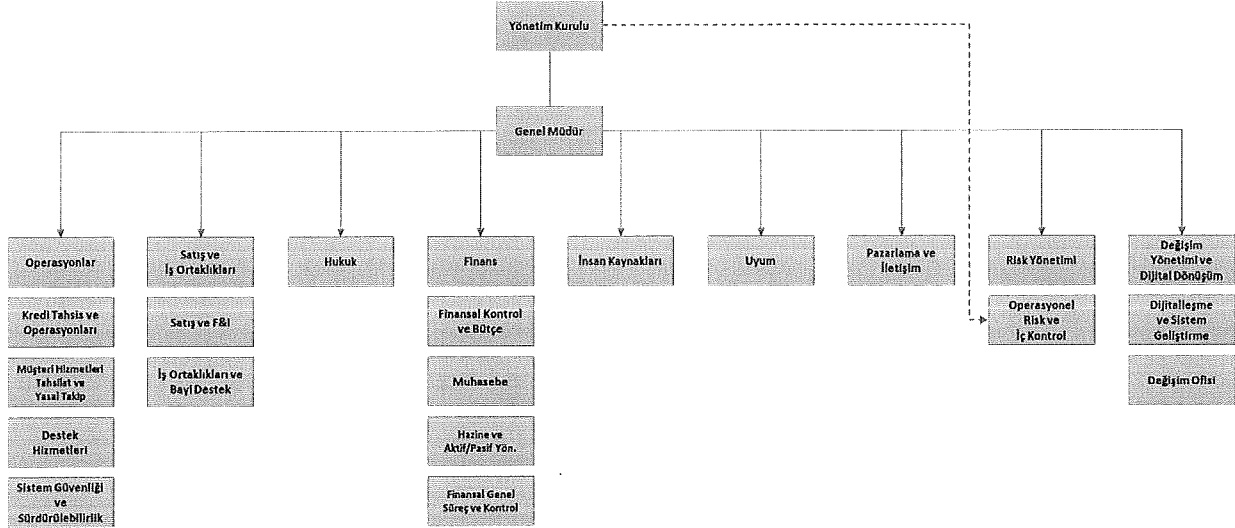 Yönetim Kurulu
Genel Müdür
Operasyonlar
Satış ve
İş Ortaklıkları
Hukuk
Finans
İnsan Kaynakları
Uyum
Pazarlama ve
İletişim
Risk Yönetimi
Değişim
Yönetimi ve
Dijital Dönüşüm
Kredi Tahsis ve
Operasyonları
Satış ve F&I
Finansal Kontrol
ve Bütçe
Operasyonel
Risk ve
İç Kontrol
Dijitalleşme
ve Sistem
Geliştirme
Müşteri Hizmetleri
Tahsilat ve
Yasal Takip
İş Ortaklıkları ve
Bayi Destek
Muhasebe
Değişim Ofisi
Destek
Hizmetleri
Hazine ve
Aktif/Pasif Yön.
Sistem Güvenliği
ve
Sürdürülebilirlik
Finansal Genel
Süreç ve Kontrol